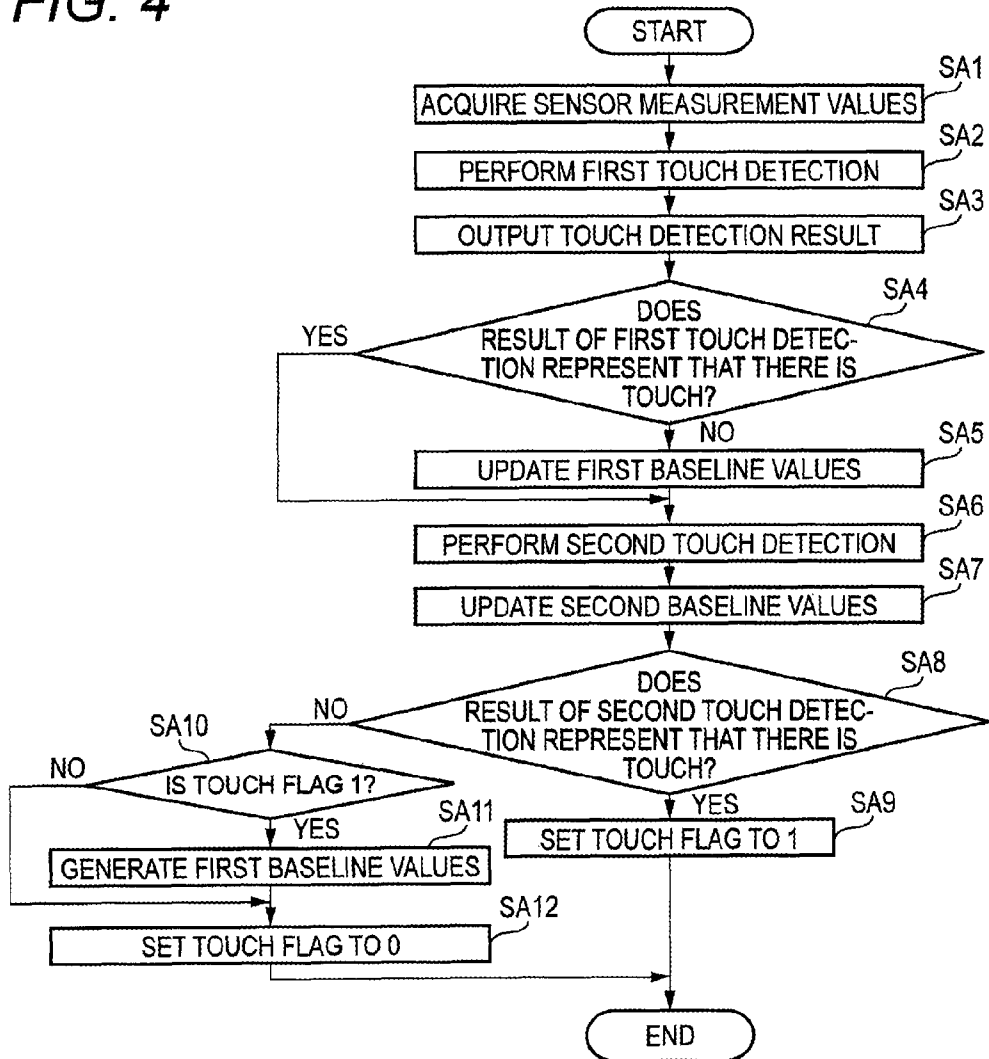 FIG. 4
START
SA1
ACQUIRE SENSOR MEASUREMENT VALUES
SA2
PERFORM FIRST TOUCH DETECTION
SA3
OUTPUT TOUCH DETECTION RESULT
SA4
DOES
RESULT OF FIRST TOUCH DETEC-
TION REPRESENT THAT THERE IS
TOUCH?
YES
NO
SA5
UPDATE FIRST BASELINE VALUES
SA6
PERFORM SECOND TOUCH DETECTION
SA7
UPDATE SECOND BASELINE VALUES
SA8
DOES
RESULT OF SECOND TOUCH DETEC-
TION REPRESENT THAT THERE IS
TOUCH?
NO
YES
SA9
SET TOUCH FLAG TO 1
SA10
IS TOUCH FLAG 1?
NO
YES
SA11
GENERATE FIRST BASELINE VALUES
SA12
SET TOUCH FLAG TO 0
END